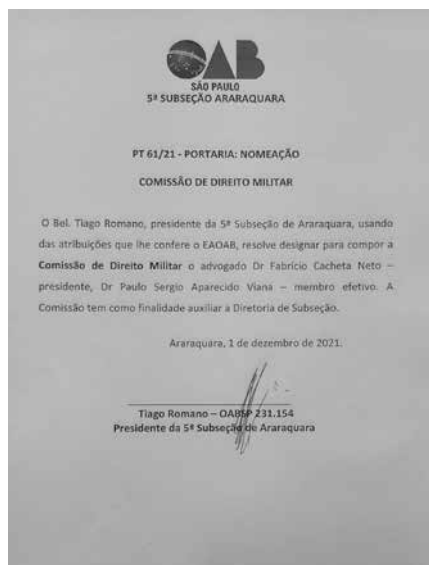 OAB
SÃO PAULO
5ª SUBSEÇÃO ARARAQUARA
PT 61/21 - PORTARIA: NOMEAÇÃO
COMISSÃO DE DIREITO MILITAR
O Bel. Tiago Romano, presidente da 5ª Subseção de Araraquara, usando
das atribuições que lhe confere o EAOAB, resolve designar para compor a
Comissão de Direito Militar o advogado Dr Fabrício Cacheta Neto –
presidente, Dr Paulo Sergio Aparecido Viana – membro efetivo. A
Comissão tem como finalidade auxiliar a Diretoria de Subseção.
Araraquara, 1 de dezembro de 2021.
Tiago Romano – OABSP 231.154
Presidente da 5ª Subseção de Araraquara